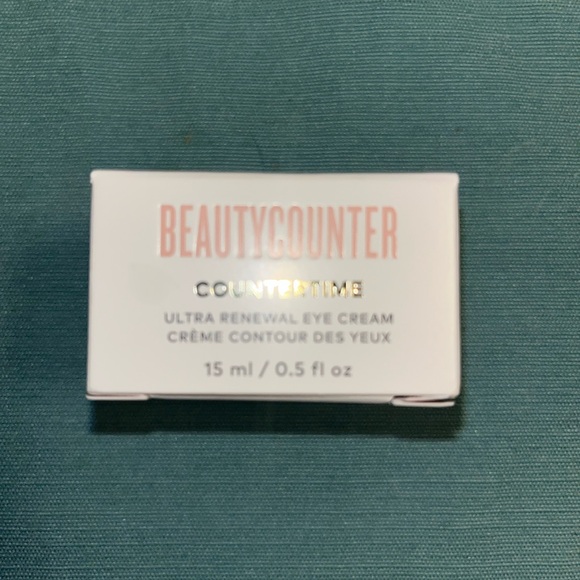 BEAUTYCOUNTER
COUNTERTIME
ULTRA RENEWAL EYE CREAM
CRÈME CONTOUR DES YEUX
15 ml / 0.5 fl oz